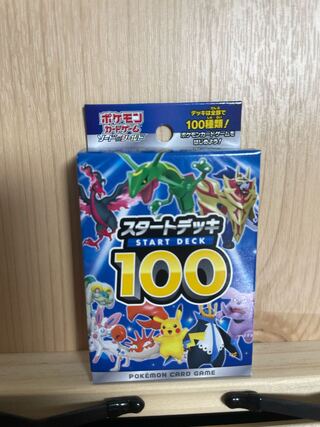 ポケモン
カードゲーム
ソード&シールド
デッキは全部で
100種類!
ポケモンカードゲームを
はじめよう!
スタートデッキ
START DECK
100
POKÉMON CARD GAME